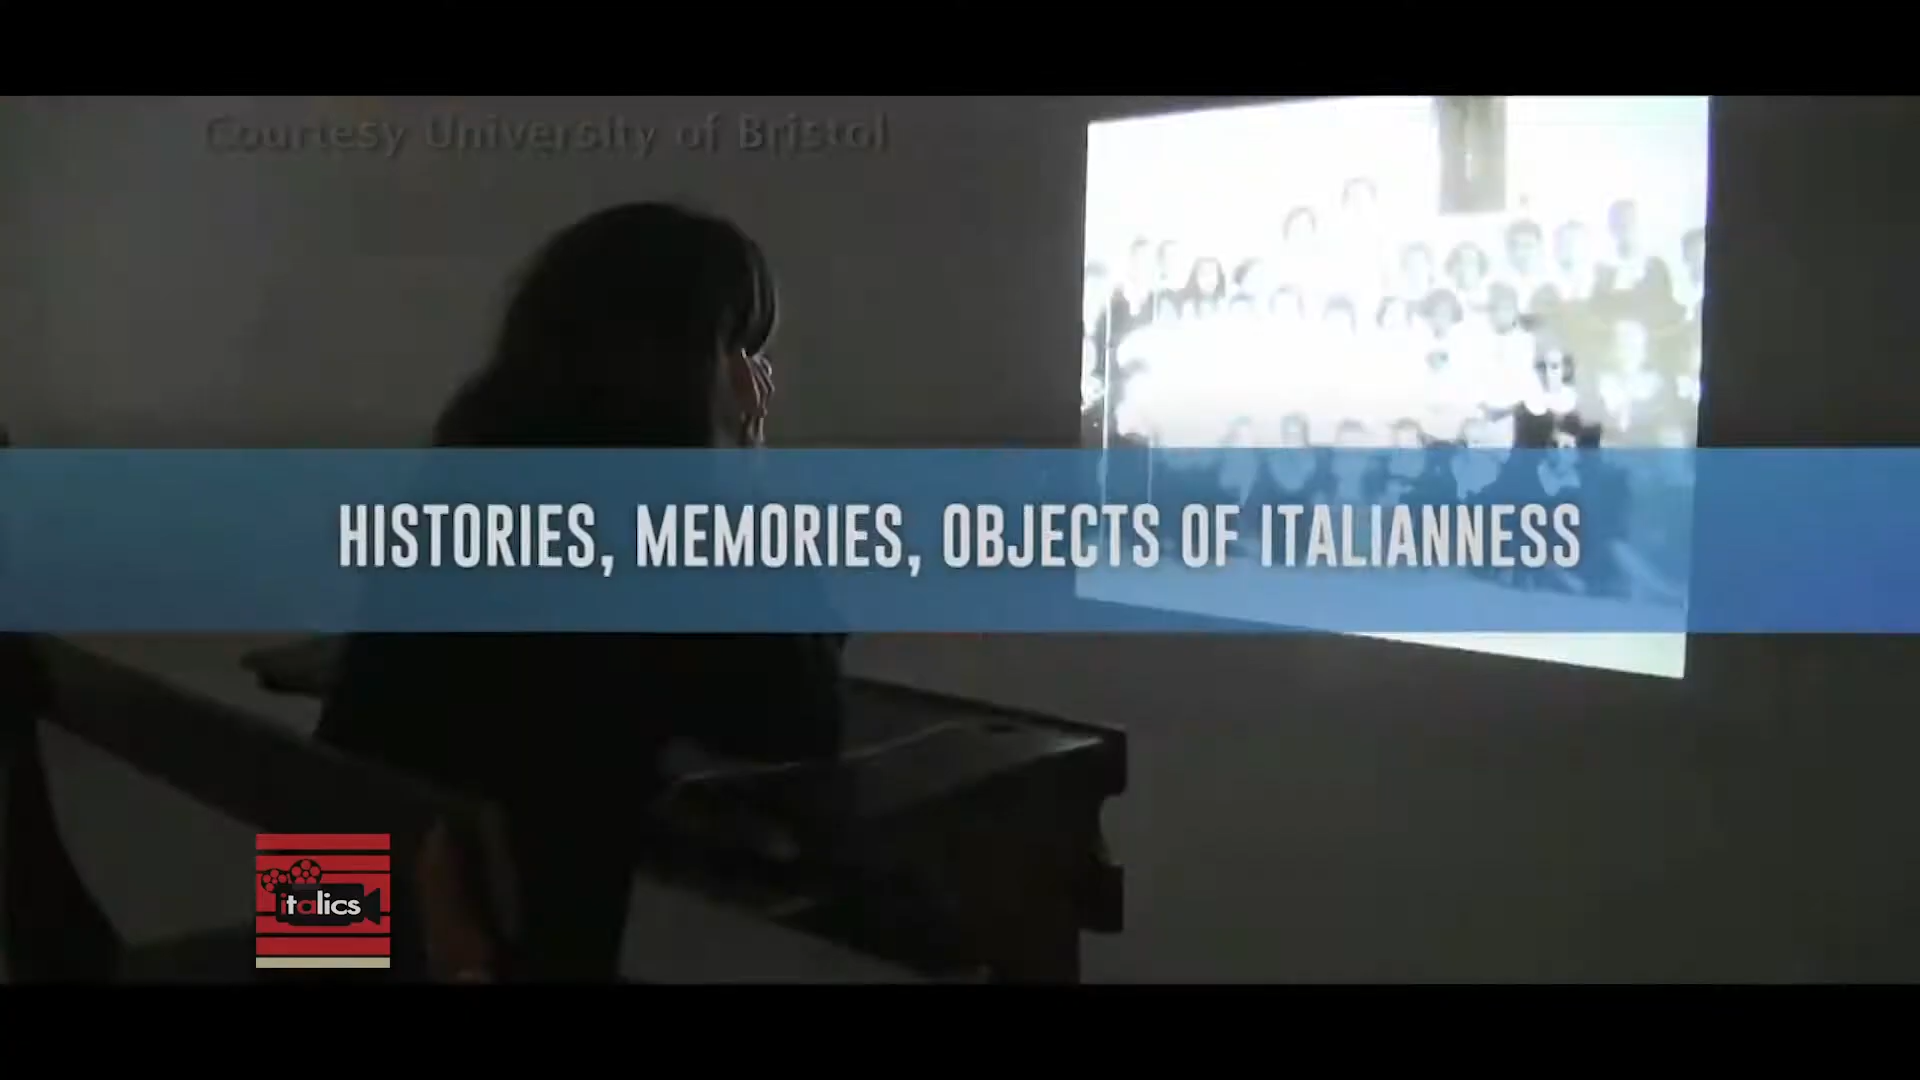 Courtesy University of Bristol
HISTORIES, MEMORIES, OBJECTS OF ITALIANNESS
italics